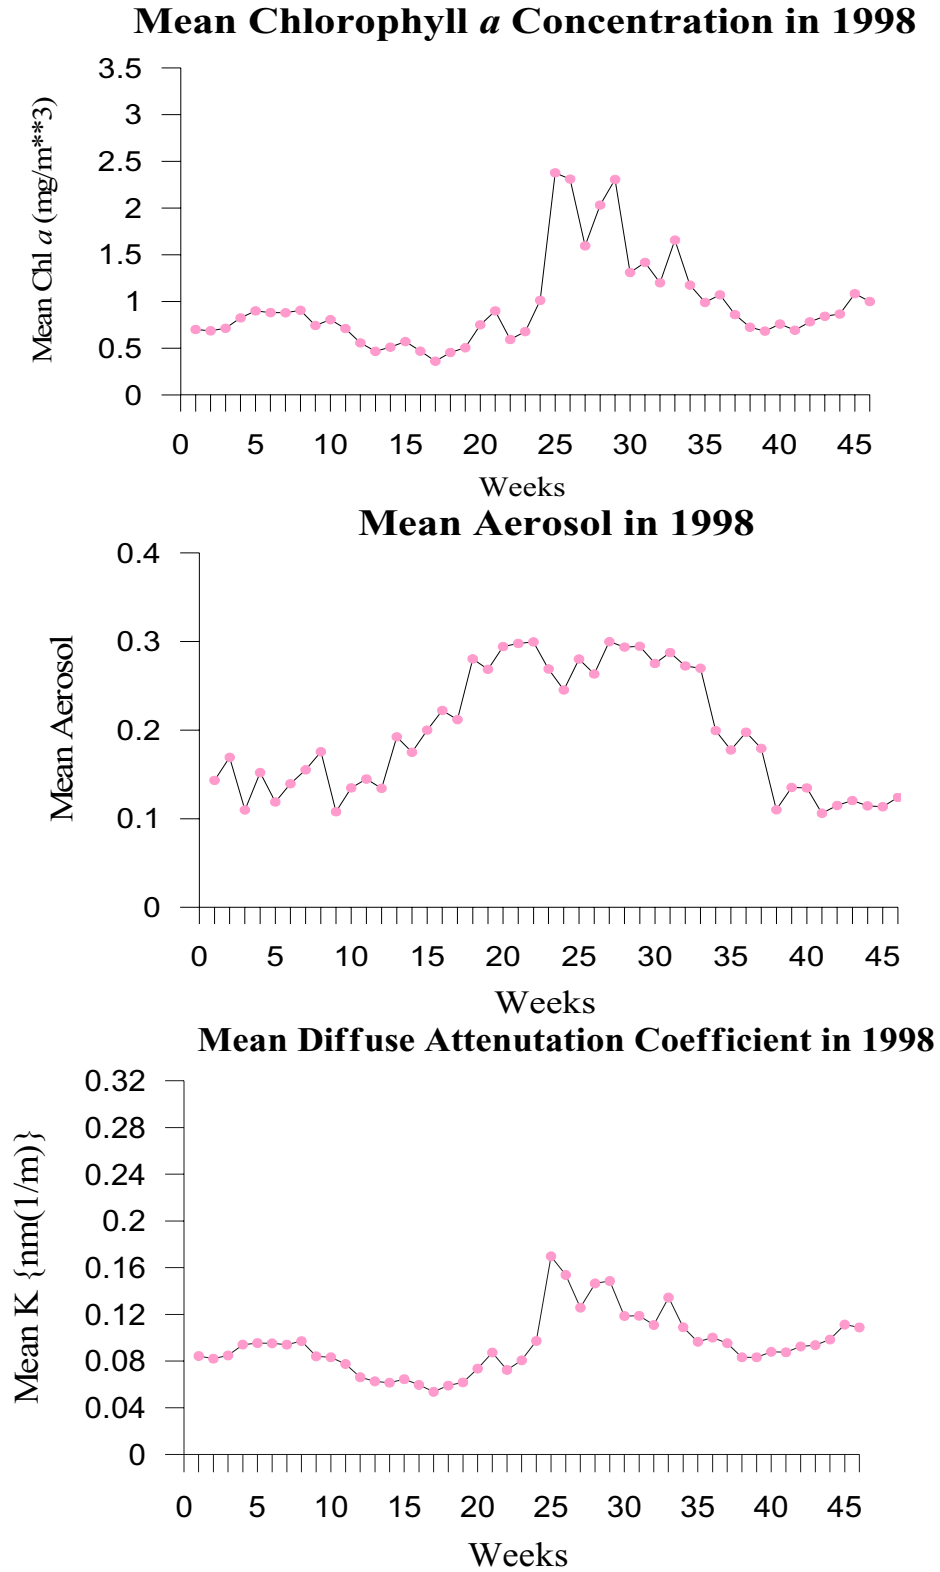 Mean Chlorophyll a Concentration in 1998
3.5
3
2.5
2
1.5
1
0.5
0
Mean Chl a (mg/m**3)
0 5 10 15 20 25 30 35 40 45
Weeks
Mean Aerosol in 1998
0.4
0.3
0.2
0.1
0
Mean Aerosol
0 5 10 15 20 25 30 35 40 45
Weeks
Mean Diffuse Attenutation Coefficient in 1998
0.32
0.28
0.24
0.2
0.16
0.12
0.08
0.04
0
Mean K {nm(1/m)}
0 5 10 15 20 25 30 35 40 45
Weeks